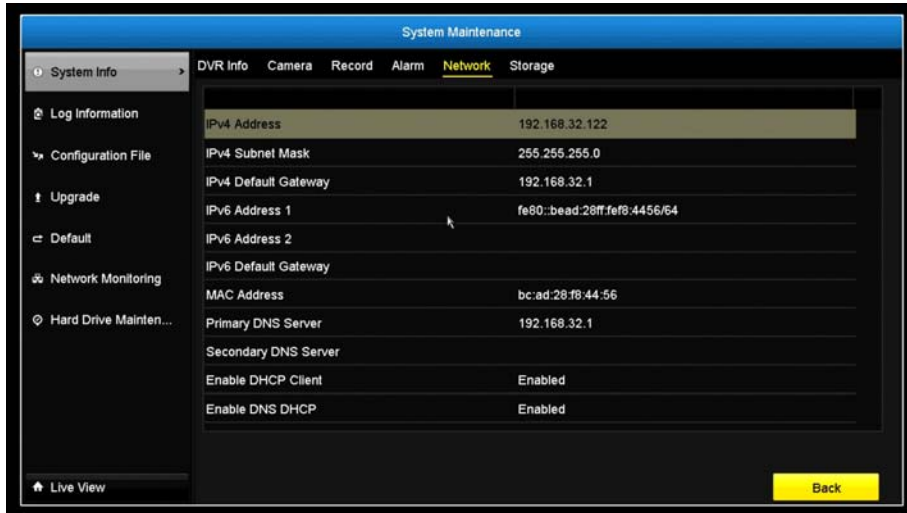 System Maintenance
System Info >
DVR Info Camera Record Alarm Network Storage
Log Information
Configuration File
Upgrade
Default
Network Monitoring
Hard Drive Mainten...
IPv4 Address 192.168.32.122
IPv4 Subnet Mask 255.255.255.0
IPv4 Default Gateway 192.168.32.1
IPv6 Address 1 fe80::bead:28ff:fef8:4456/64
IPv6 Address 2
IPv6 Default Gateway
MAC Address bc:ad:28:f8:44:56
Primary DNS Server 192.168.32.1
Secondary DNS Server
Enable DHCP Client Enabled
Enable DNS DHCP Enabled
Live View
Back